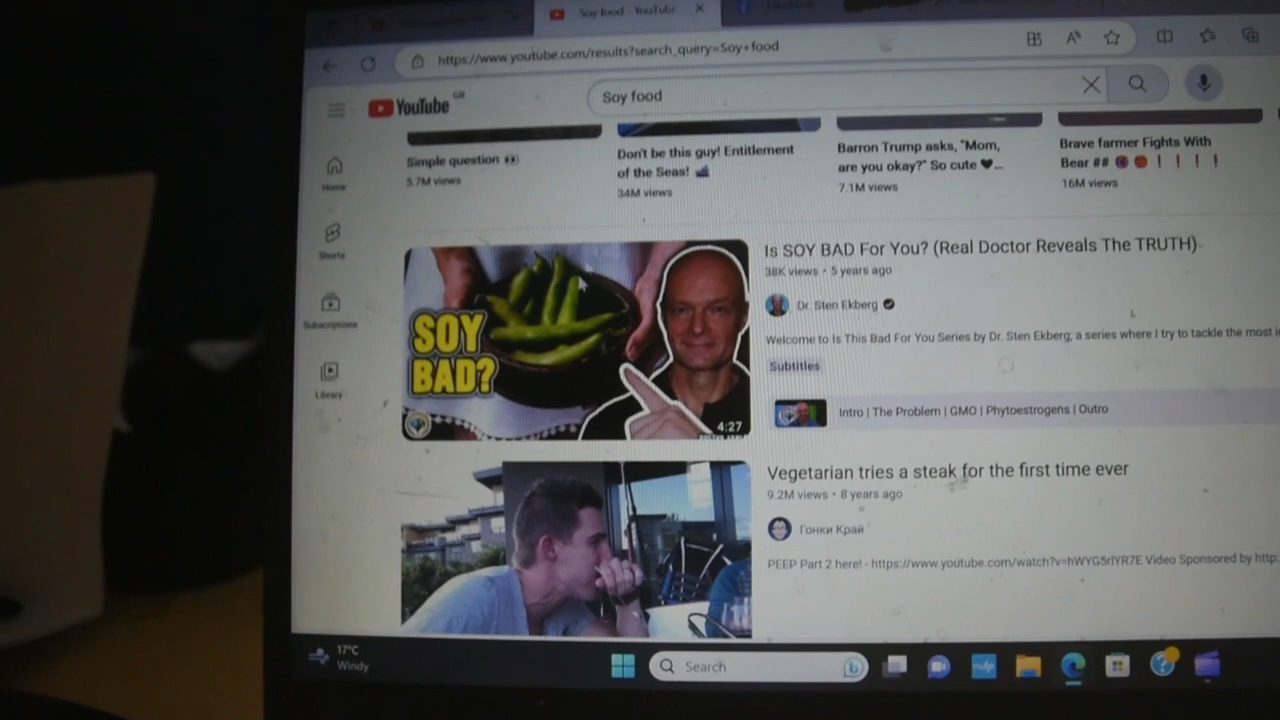 Soy food - YouTube
https://www.youtube.com/results?search_query=Soy+food
YouTube GB
Soy food
Simple question 👀
5.7M views
Don't be this guy! Entitlement
of the Seas! 🚢
34M views
Barron Trump asks, "Mom,
are you okay?" So cute ❤...
7.1M views
Brave farmer Fights With
Bear ##
16M views
Home
Shorts
Subscriptions
Library
SOY
BAD?
4:27
Is SOY BAD For You? (Real Doctor Reveals The TRUTH)
38K views • 5 years ago
Dr. Sten Ekberg
Welcome to Is This Bad For You Series by Dr. Sten Ekberg; a series where I try to tackle the most
Subtitles
Intro | The Problem | GMO | Phytoestrogens | Outro
Vegetarian tries a steak for the first time ever
9.2M views • 8 years ago
Гонки Край
PEEP Part 2 here! - https://www.youtube.com/watch?v=hWYG5rIYR7E Video Sponsored by http:
17°C
Windy
Search